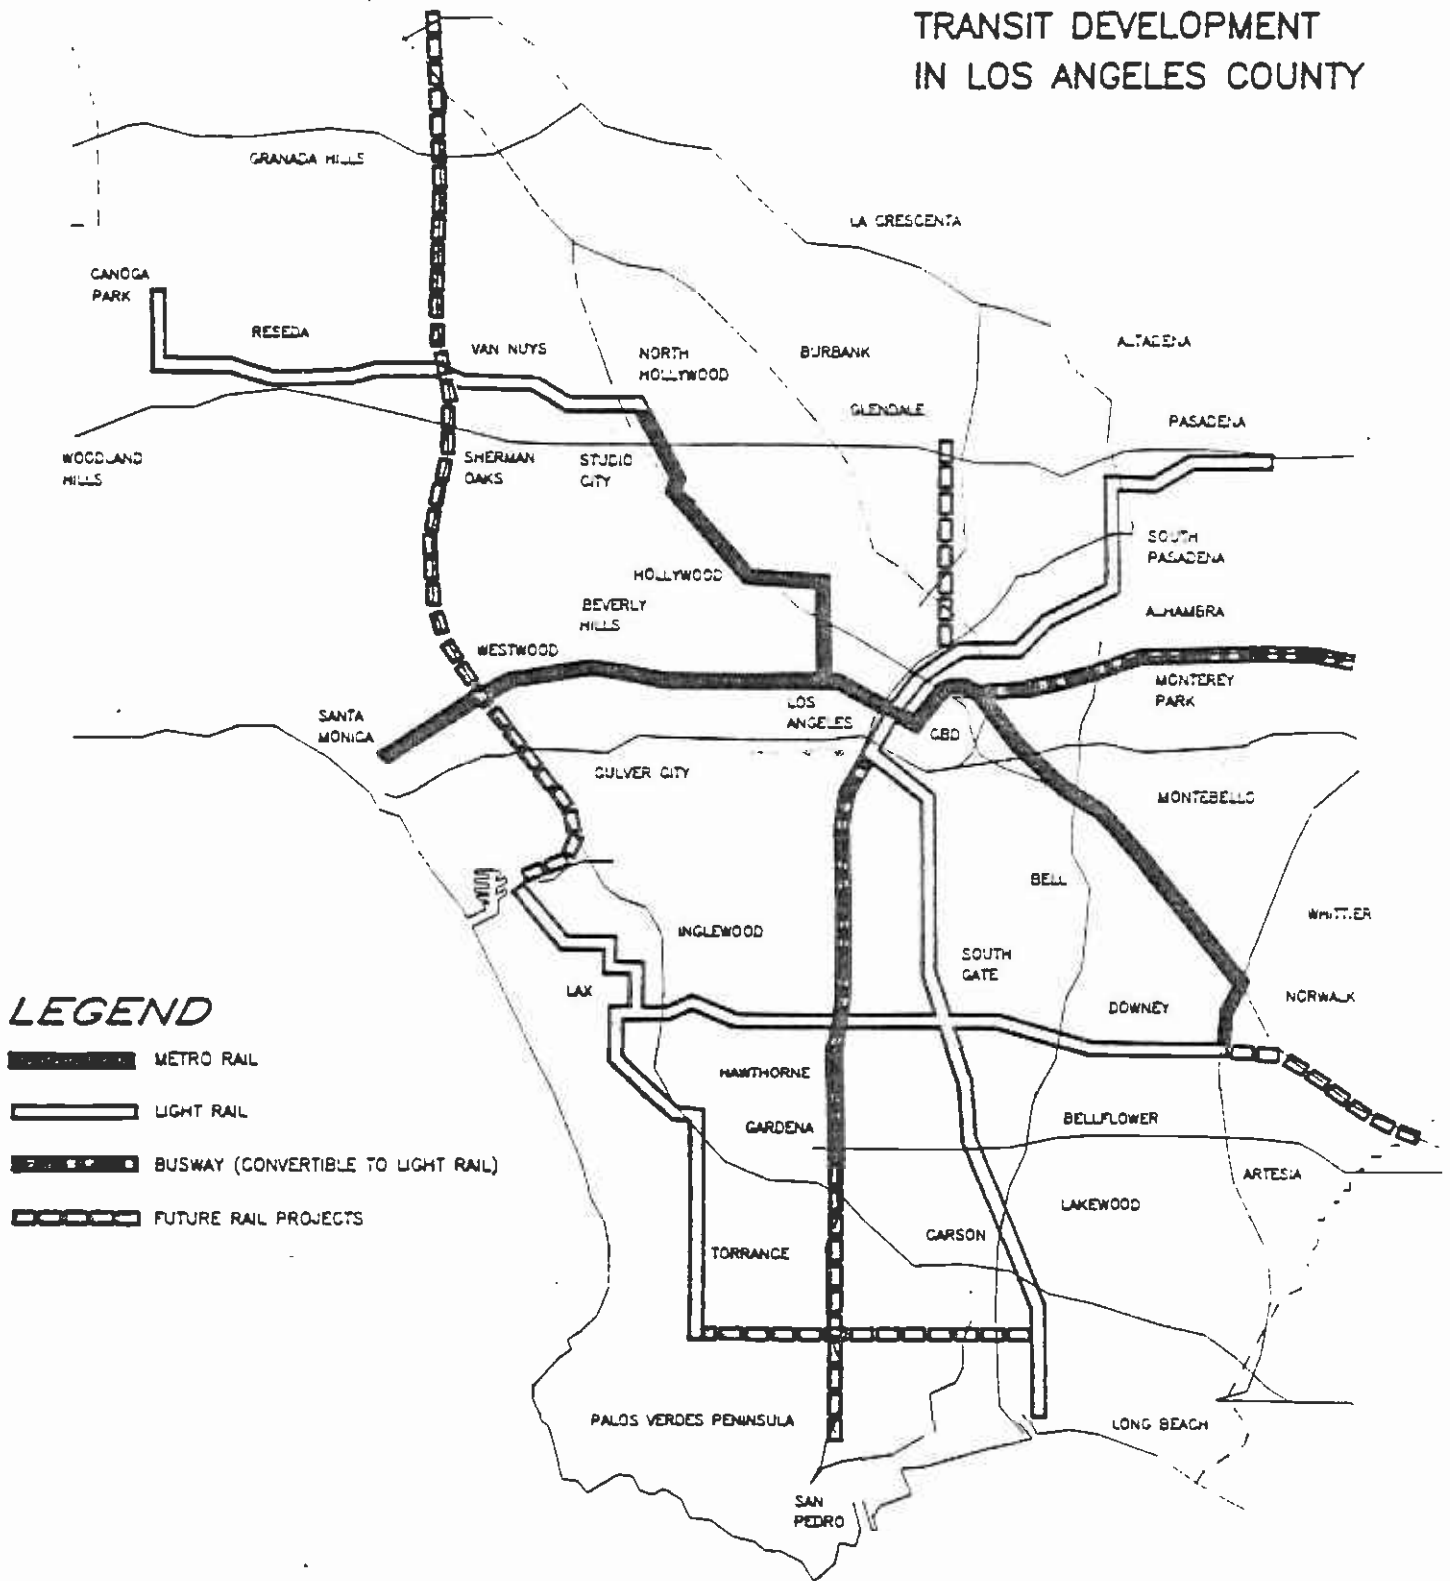 TRANSIT DEVELOPMENT
IN LOS ANGELES COUNTY
GRANADA HILLS
LA CRESCENTA
CANOGA
PARK
RESEDA
VAN NUYS
NORTH
HOLLYWOOD
BURBANK
ALTADENA
GLENDALE
PASADENA
WOODLAND
HILLS
SHERMAN
OAKS
STUDIO
CITY
SOUTH
PASADENA
HOLLYWOOD
BEVERLY
HILLS
ALHAMBRA
WESTWOOD
MONTEREY
PARK
SANTA
MONICA
LOS
ANGELES
CBD
CULVER CITY
MONTEBELLO
BELL
WHITTIER
INGLEWOOD
SOUTH
GATE
LAX
DOWNEY
NORWALK
LEGEND
METRO RAIL
LIGHT RAIL
BUSWAY (CONVERTIBLE TO LIGHT RAIL)
FUTURE RAIL PROJECTS
HAWTHORNE
GARDENA
BELLFLOWER
ARTESIA
LAKEWOOD
CARSON
TORRANCE
PALOS VERDES PENINSULA
LONG BEACH
SAN
PEDRO